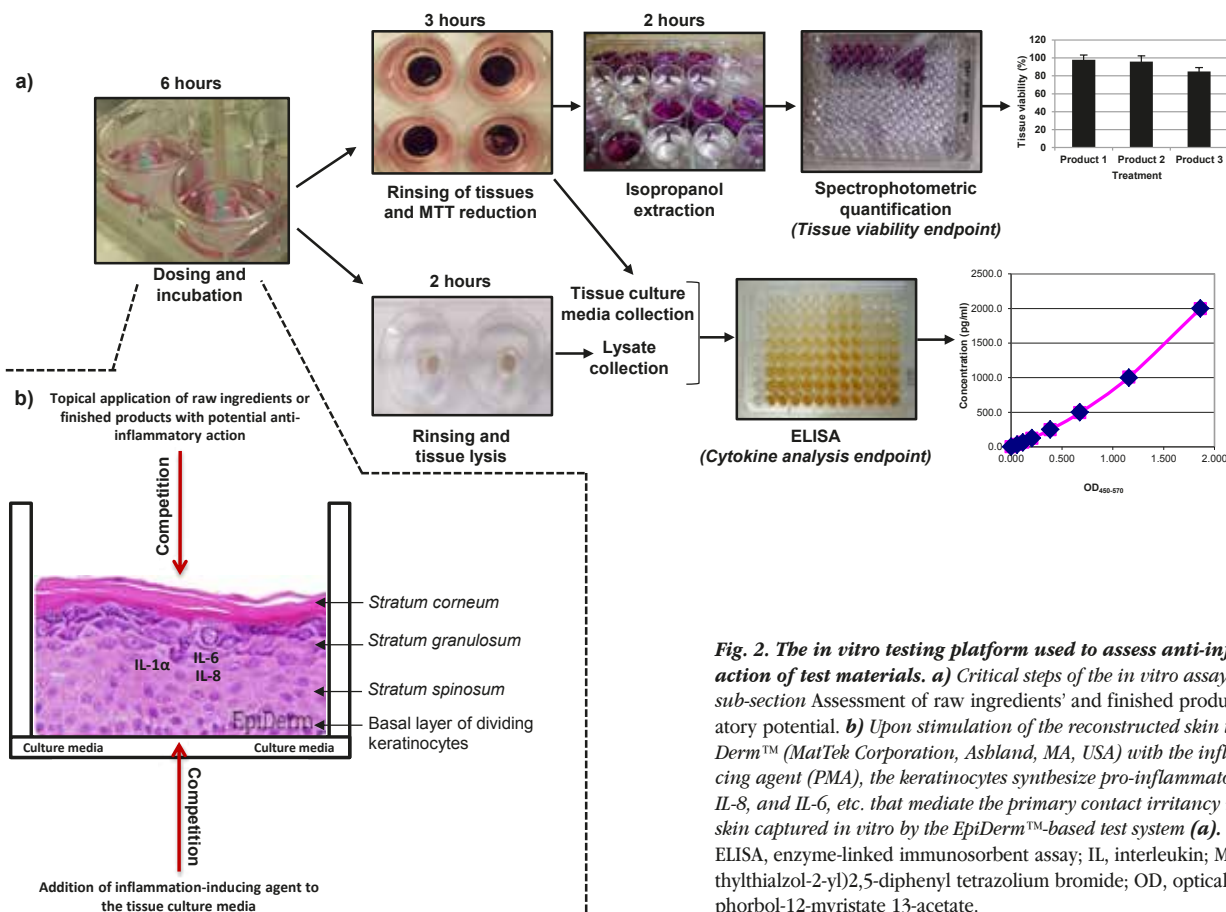 a)
6 hours
Dosing and
incubation
3 hours
Rinsing of tissues
and MTT reduction
2 hours
Isopropanol
extraction
Spectrophotometric
quantification
(Tissue viability endpoint)
Tissue viability (%)
120
100
80
60
40
20
0
Product 1 Product 2 Product 3
Treatment
2 hours
Rinsing and
tissue lysis
Tissue culture
media collection
Lysate
collection
ELISA
(Cytokine analysis endpoint)
Concentration (pg/ml)
2500.0
2000.0
1500.0
1000.0
500.0
0.0
0.000 0.500 1.000 1.500 2.000
OD450-570
b)
Topical application of raw ingredients or
finished products with potential anti-
inflammatory action
Competition
Stratum corneum
Stratum granulosum
IL-1α
IL-6
IL-8
Stratum spinosum
EpiDerm
Basal layer of dividing
keratinocytes
Culture media Culture media
Competition
Addition of inflammation-inducing agent to
the tissue culture media
Fig. 2. The in vitro testing platform used to assess anti-inf
action of test materials. a) Critical steps of the in vitro assay
sub-section Assessment of raw ingredients' and finished produ
atory potential. b) Upon stimulation of the reconstructed skin
Derm™ (MatTek Corporation, Ashland, MA, USA) with the infl
cing agent (PMA), the keratinocytes synthesize pro-inflammato
IL-8, and IL-6, etc. that mediate the primary contact irritancy
skin captured in vitro by the EpiDerm™-based test system (a).
ELISA, enzyme-linked immunosorbent assay; IL, interleukin; M
thylthialzol-2-yl)2,5-diphenyl tetrazolium bromide; OD, optical
phorbol-12-myristate 13-acetate.